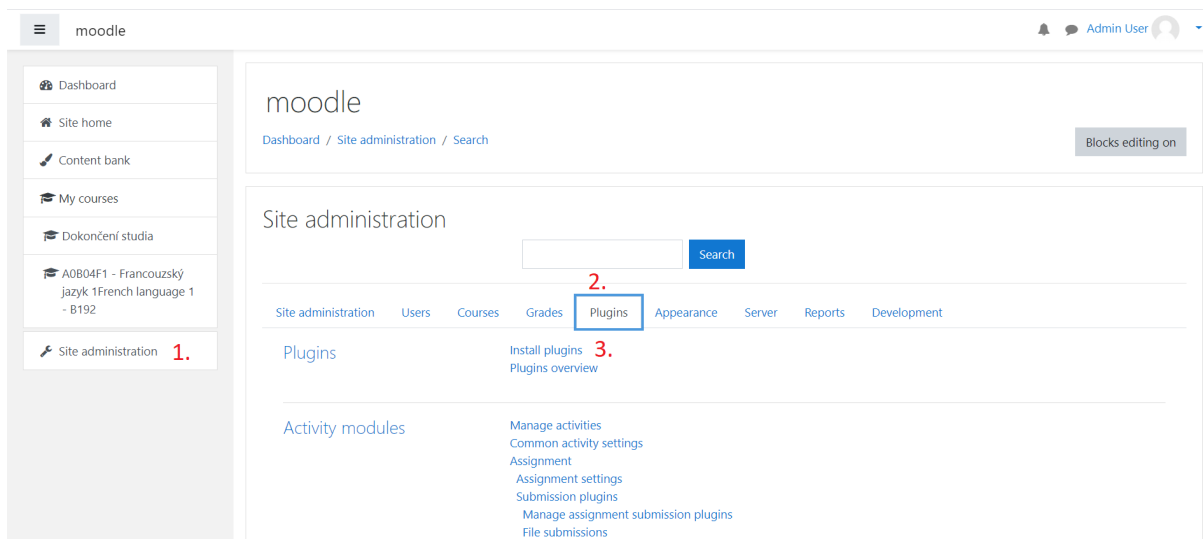 moodle
Admin User
Dashboard
Site home
Content bank
My courses
Dokončení studia
A0B04F1 - Francouzský
jazyk 1French language 1
- B192
Site administration 1.
moodle
Dashboard / Site administration / Search
Blocks editing on
Site administration
Search
2.
Site administration Users Courses Grades Plugins Appearance Server Reports Development
Plugins
Install plugins 3.
Plugins overview
Activity modules
Manage activities
Common activity settings
Assignment
Assignment settings
Submission plugins
Manage assignment submission plugins
File submissions